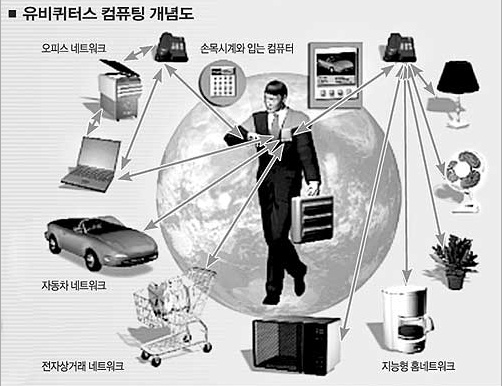 ■ 유비쿼터스 컴퓨팅 개념도
오피스 네트워크
손목시계와 입는 컴퓨터
자동차 네트워크
전자상거래 네트워크
지능형 홈네트워크